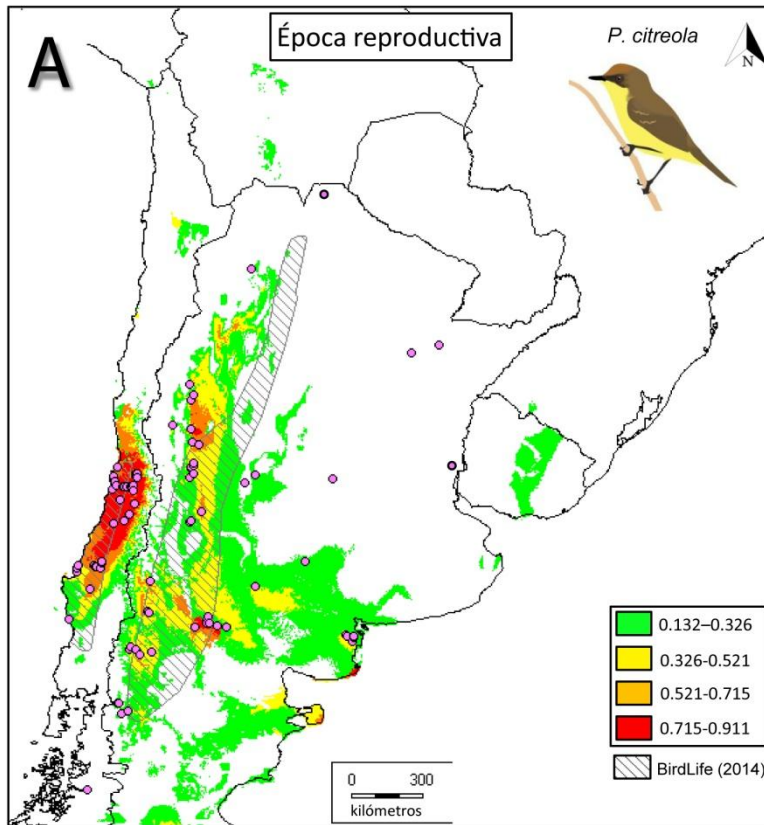 A
Época reproductiva
P. citreola
N
0.132–0.326
0.326-0.521
0.521-0.715
0.715-0.911
BirdLife (2014)
0 300
kilómetros